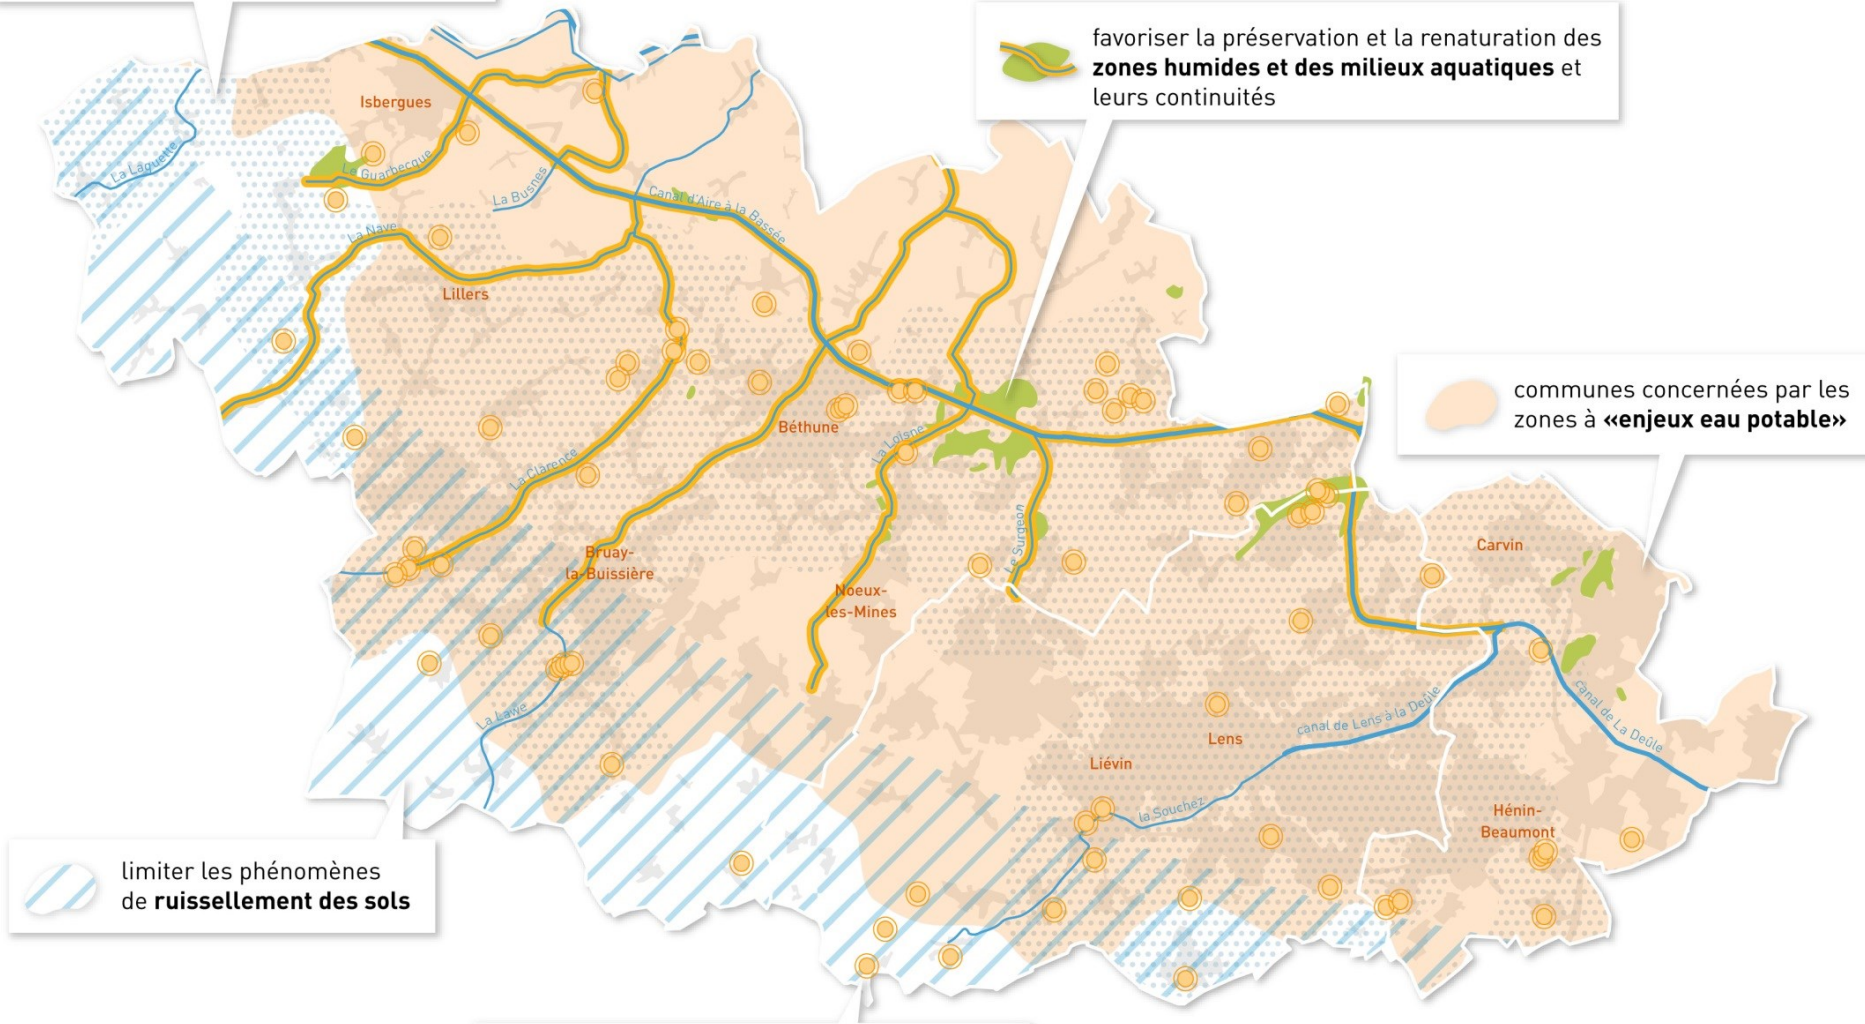 favoriser la préservation et la renaturation des
zones humides et des milieux aquatiques et
leurs continuités
Isbergues
La Laquette
Le Guarbecque
La Busnes
Canal d'Aire à la Bassée
La Nave
Lillers
communes concernées par les
zones à «enjeux eau potable»
Béthune
La Loisne
La Clarence
Le Surgeon
Carvin
Bruay-
la-Buissière
Noeux-
les-Mines
La Lawe
canal de Lens à la Deûle
canal de La Deûle
Lens
Liévin
la Souchez
Hénin-
Beaumont
limiter les phénomènes
de ruissellement des sols